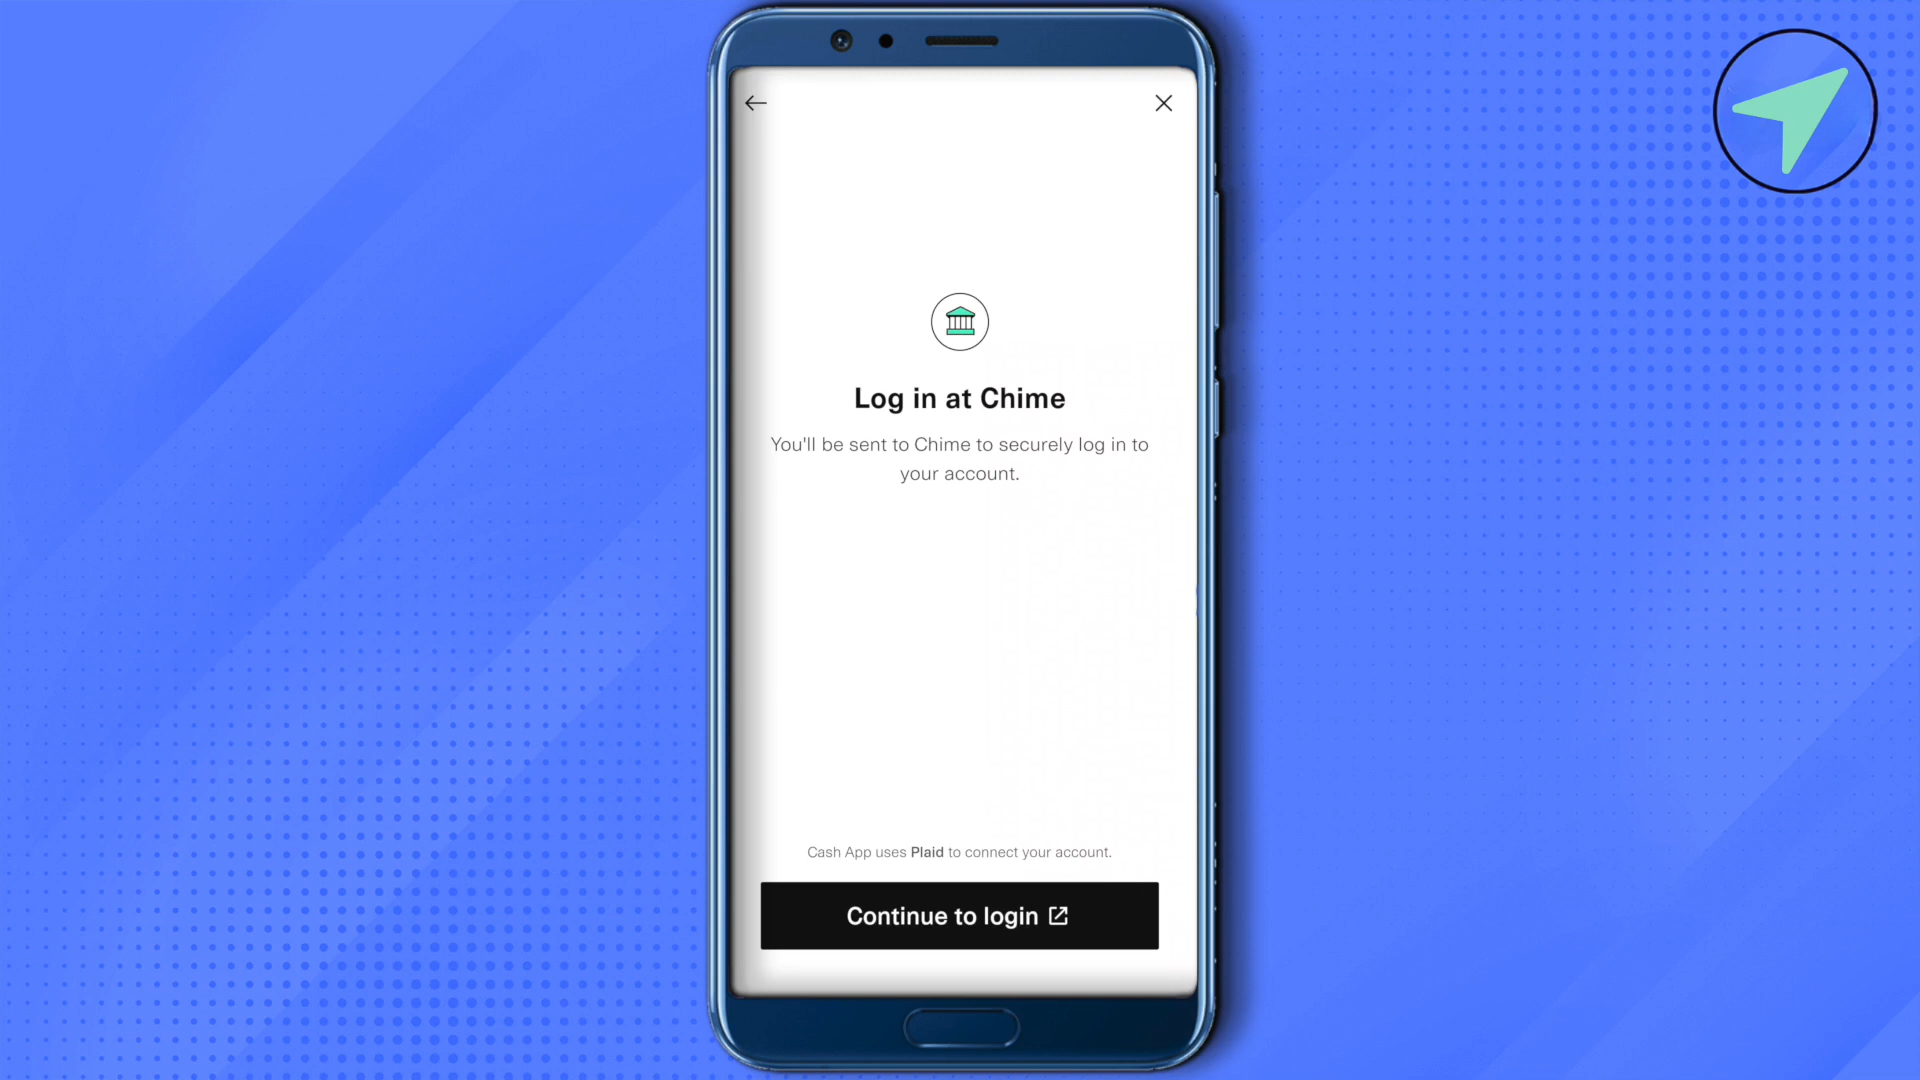 Log in at Chime
You'll be sent to Chime to securely log in to
your account.
Cash App uses Plaid to connect your account.
Continue to login